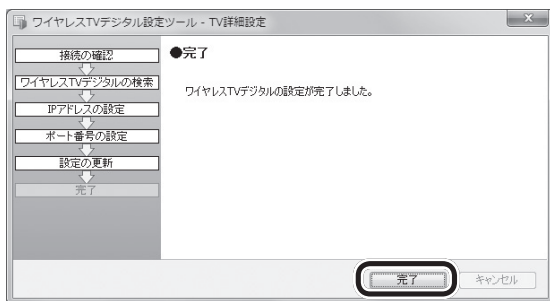 ワイヤレスTVデジタル設定ツール - TV詳細設定
接続の確認
ワイヤレスTVデジタルの検索
IPアドレスの設定
ポート番号の設定
設定の更新
完了
●完了
ワイヤレスTVデジタルの設定が完了しました。
完了
キャンセル